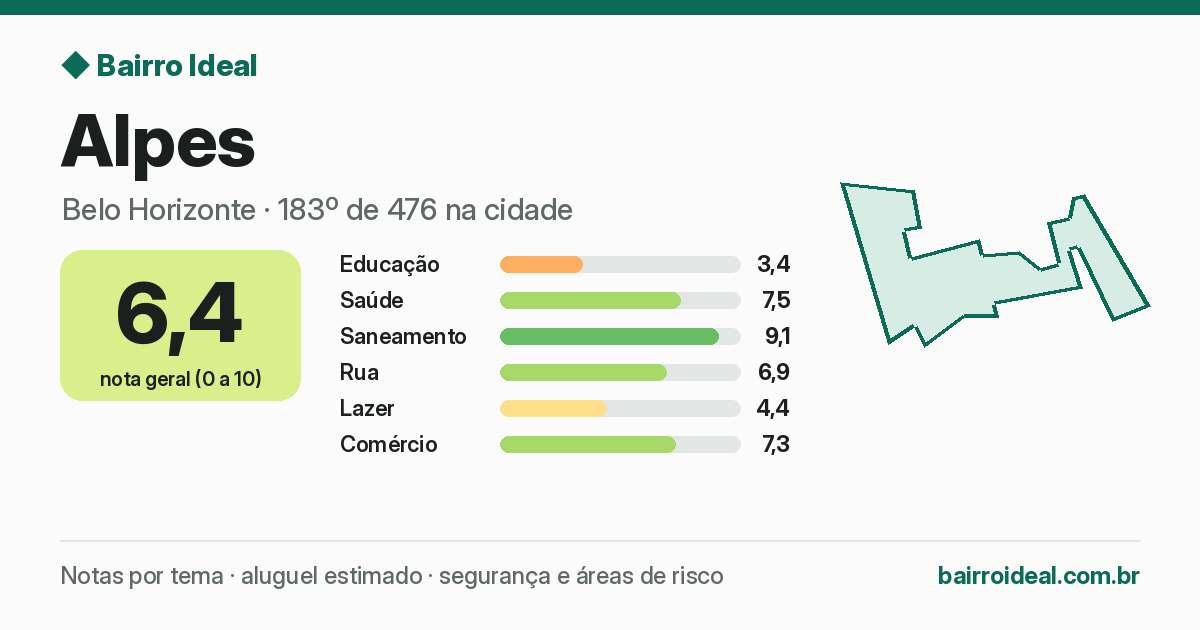 Bairro Ideal
Alpes
Belo Horizonte · 183º de 476 na cidade
6,4
nota geral (0 a 10)
Educação 3,4
Saúde 7,5
Saneamento 9,1
Rua 6,9
Lazer 4,4
Comércio 7,3
Notas por tema · aluguel estimado · segurança e áreas de risco
bairroideal.com.br